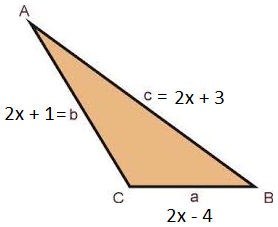 A
c = 2x + 3
2x + 1 = b
C
a
B
2x - 4